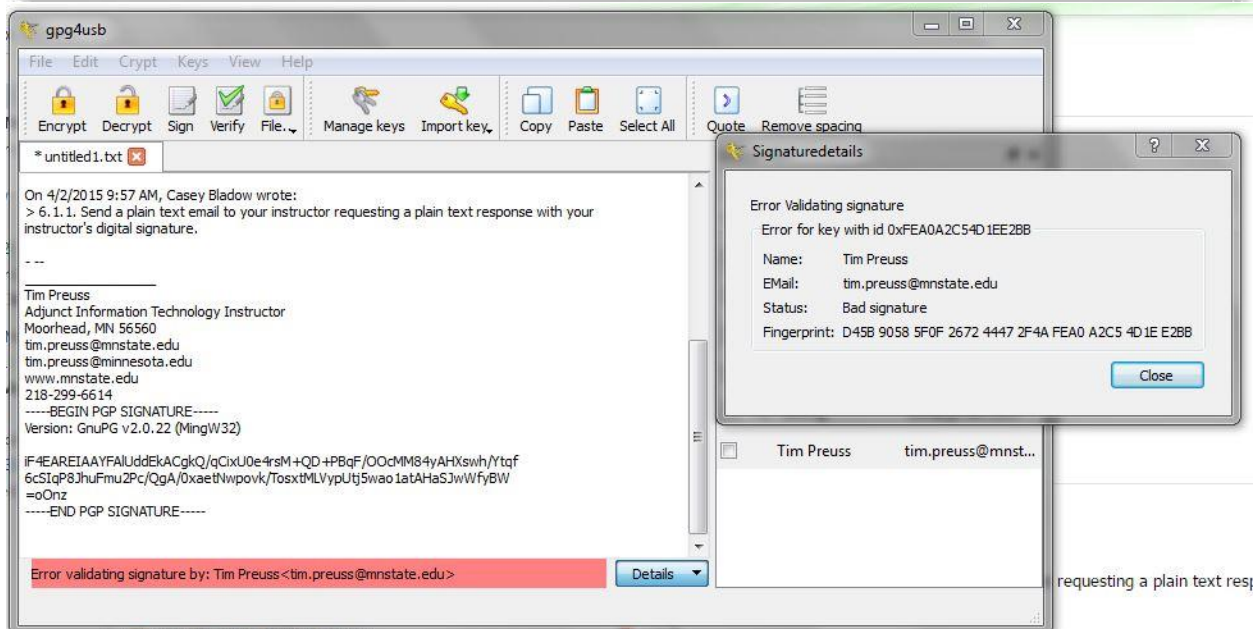 gpg4usb
File Edit Crypt Keys View Help
Encrypt Decrypt Sign Verify File... Manage keys Import key Copy Paste Select All Quote Remove spacing
* untitled1.txt
On 4/2/2015 9:57 AM, Casey Bladow wrote:
> 6.1.1. Send a plain text email to your instructor requesting a plain text response with your
instructor's digital signature.
- --
Tim Preuss
Adjunct Information Technology Instructor
Moorhead, MN 56560
tim.preuss@mnstate.edu
tim.preuss@minnesota.edu
www.mnstate.edu
218-299-6614
-----BEGIN PGP SIGNATURE-----
Version: GnuPG v2.0.22 (MingW32)
iF4EAREIAAYFAlUddEkACgkQ/qCixU0e4rsM+QD+PBqF/OOcMM84yAHXswh/Ytqf
6cSIqP8JhuFmu2Pc/QgA/0xaetNwpovk/TosxtMLVypUtj5wao1atAHaSJwWfyBW
=oOnz
-----END PGP SIGNATURE-----
Error validating signature by: Tim Preuss<tim.preuss@mnstate.edu>
Details
Signaturedetails
Error Validating signature
Error for key with id 0xFEA0A2C54D1EE2BB
Name: Tim Preuss
EMail: tim.preuss@mnstate.edu
Status: Bad signature
Fingerprint: D45B 9058 5F0F 2672 4447 2F4A FEA0 A2C5 4D1E E2BB
Close
Tim Preuss tim.preuss@mnst...
requesting a plain text resp